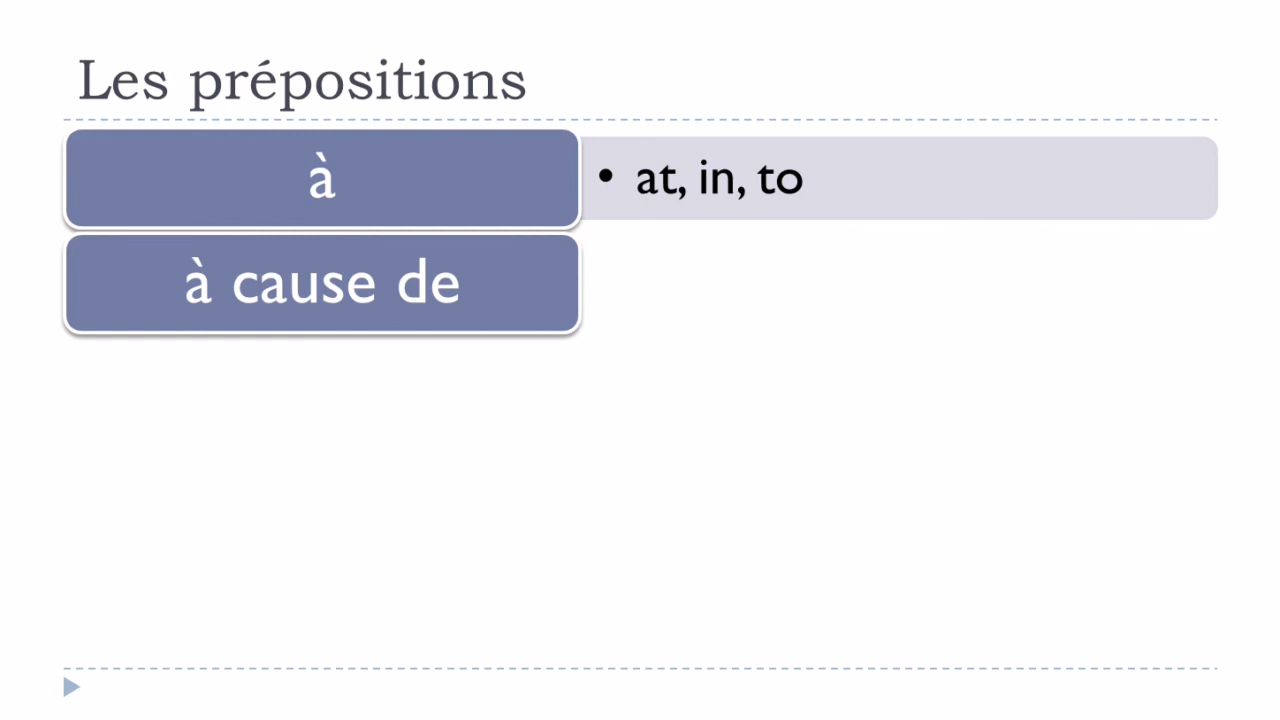 Les prépositions
à
• at, in, to
à cause de